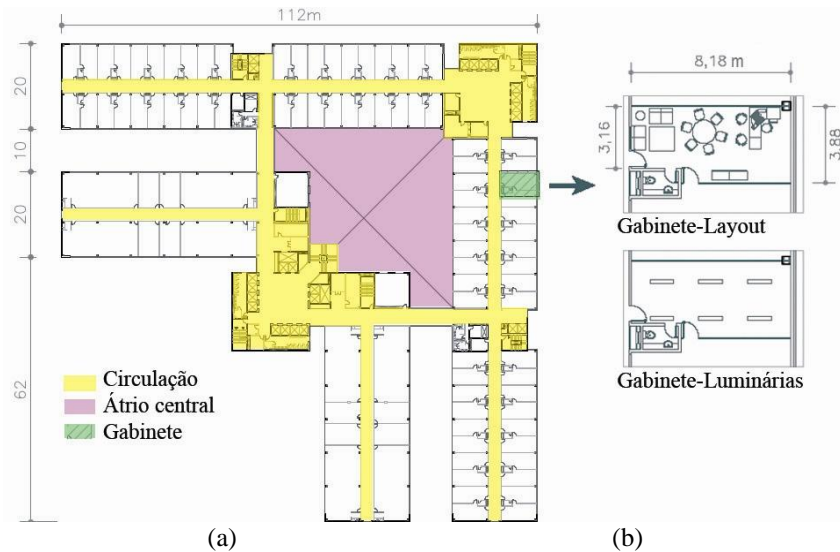 112m
20
10
20
62
8,18 m
3,16
3.88
Gabinete-Layout
Gabinete-Luminárias
Circulação
Átrio central
Gabinete
(a)
(b)